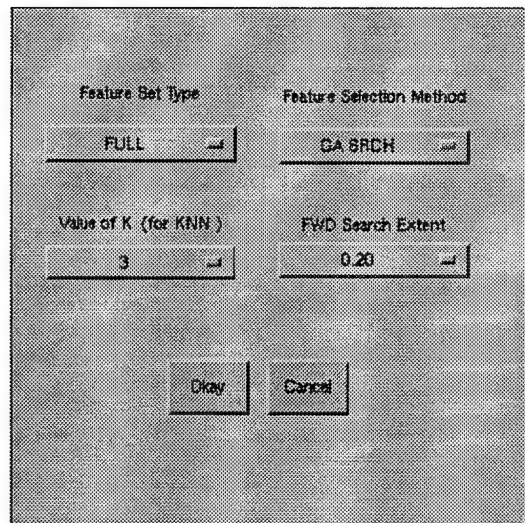 Feature Set Type
Feature Selection Method
FULL
GA SRCH
Value of K (for KNN)
FWD Search Extent
3
0.20
Okay
Cancel